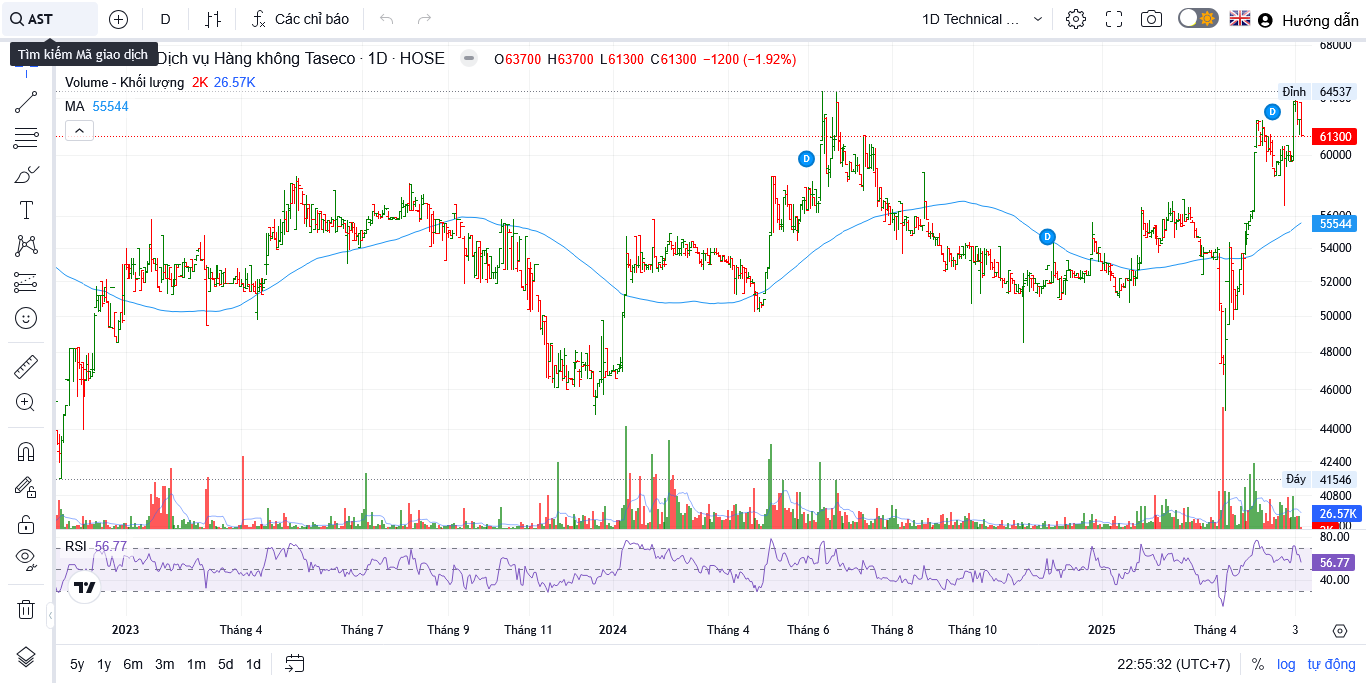 AST D Các chỉ báo 1D Technical ... Hướng dẫn
Tìm kiếm Mã giao dịch
Dịch vụ Hàng không Taseco · 1D · HOSE O63700 H63700 L61300 C61300 −1200 (−1.92%)
Volume - Khối lượng 2K 26.57K
MA 55544
68000
Đỉnh 64537
D
61300
60000
D
56000
55544
D
54000
52000
50000
48000
46000
44000
42400
Đáy 41546
40800
26.57K
80.00
RSI 56.77
56.77
40.00
2023 Tháng 4 Tháng 7 Tháng 9 Tháng 11 2024 Tháng 4 Tháng 6 Tháng 8 Tháng 10 2025 Tháng 4 3
5y 1y 6m 3m 1m 5d 1d 22:55:32 (UTC+7) % log tự động